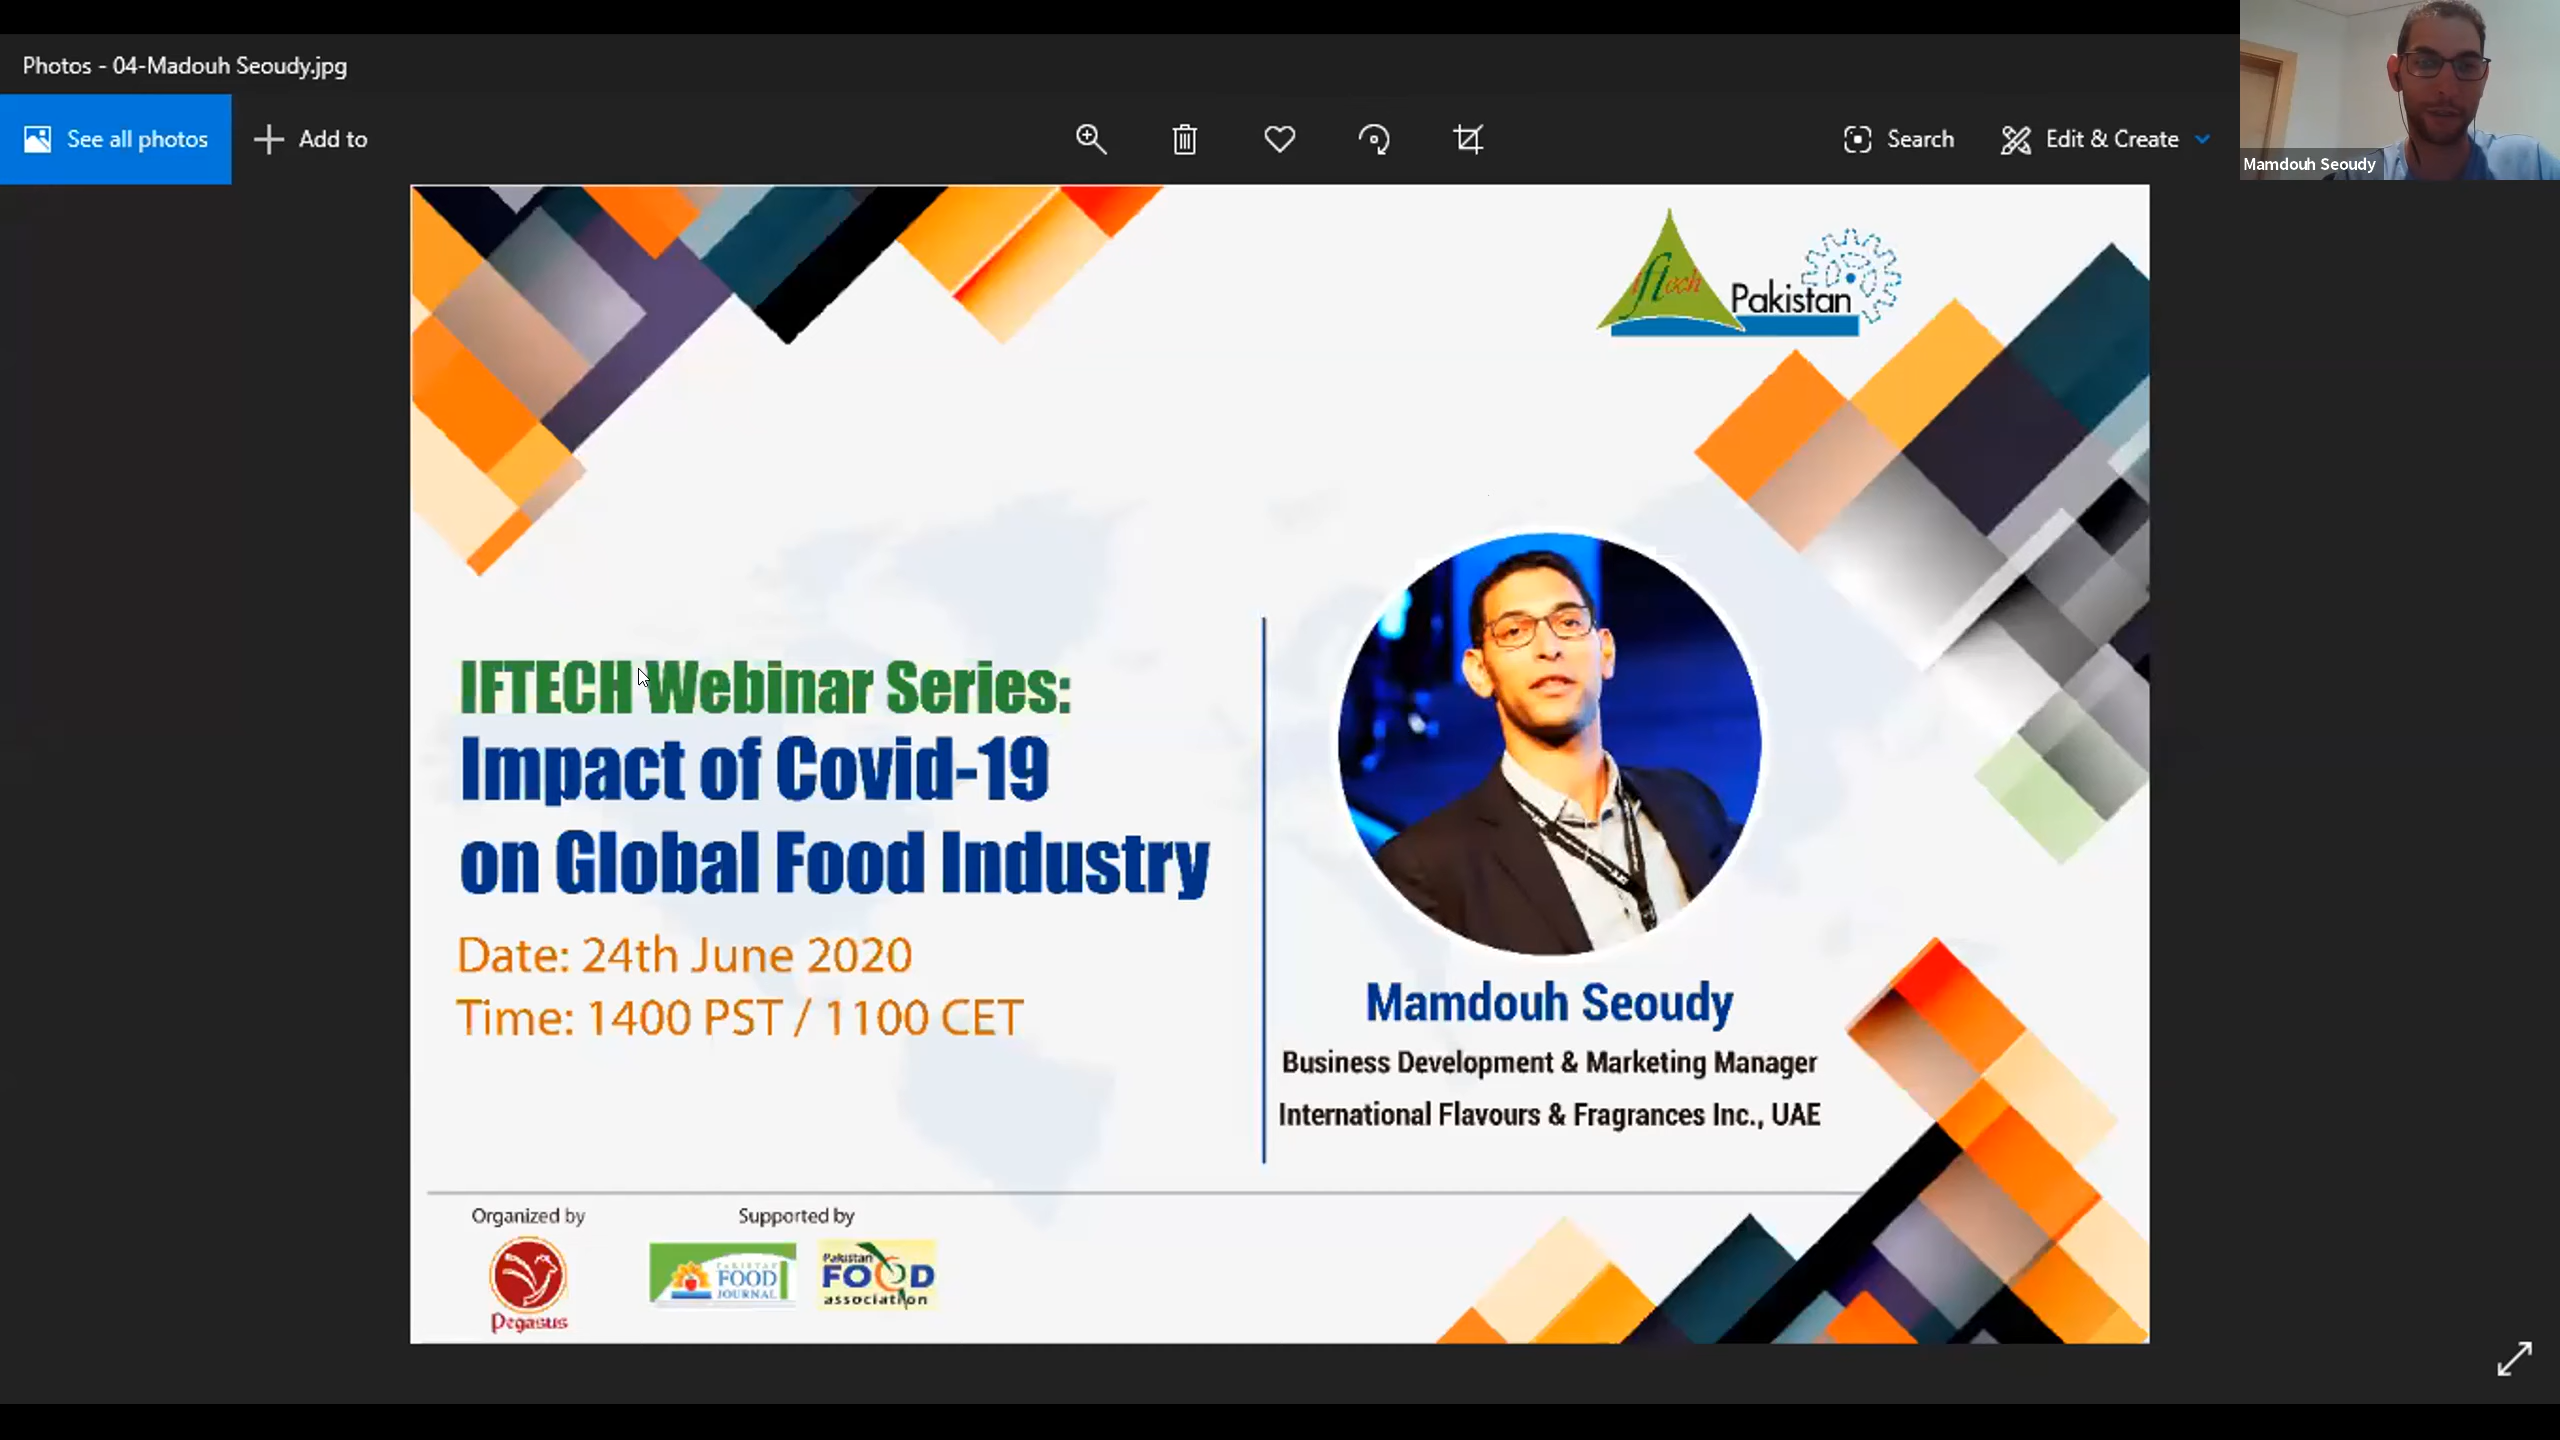 Photos - 04-Madouh Seoudy.jpg
See all photos
Add to
Search
Edit & Create
Mamdouh Seoudy
iftech Pakistan
IFTECH Webinar Series:
Impact of Covid-19
on Global Food Industry
Date: 24th June 2020
Time: 1400 PST / 1100 CET
Mamdouh Seoudy
Business Development & Marketing Manager
International Flavours & Fragrances Inc., UAE
Organized by
Supported by
Pegasus
PAKISTAN
FOOD
JOURNAL
Pakistan
FOOD
association